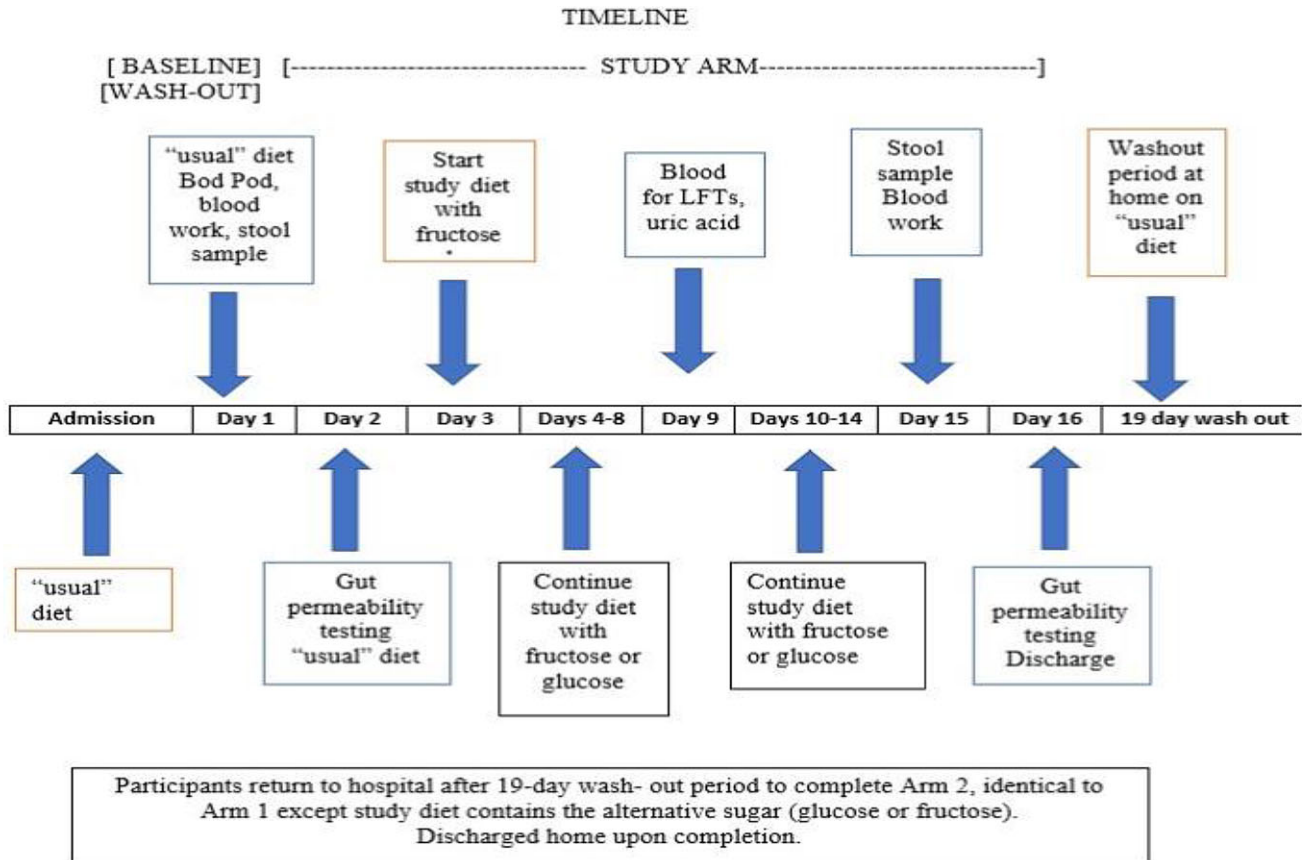 TIMELINE
[ BASELINE] [------------------------------- STUDY ARM-----------------------------]
[WASH-OUT]
“usual” diet
Bod Pod,
blood
work, stool
sample
Start
study diet
with
fructose
Blood
for LFTs,
uric acid
Stool
sample
Blood
work
Washout
period at
home on
“usual”
diet
Admission Day 1 Day 2 Day 3 Days 4-8 Day 9 Days 10-14 Day 15 Day 16 19 day wash out
“usual”
diet
Gut
permeability
testing
“usual” diet
Continue
study diet
with
fructose or
glucose
Continue
study diet
with fructose
or glucose
Gut
permeability
testing
Discharge
Participants return to hospital after 19-day wash- out period to complete Arm 2, identical to
Arm 1 except study diet contains the alternative sugar (glucose or fructose).
Discharged home upon completion.